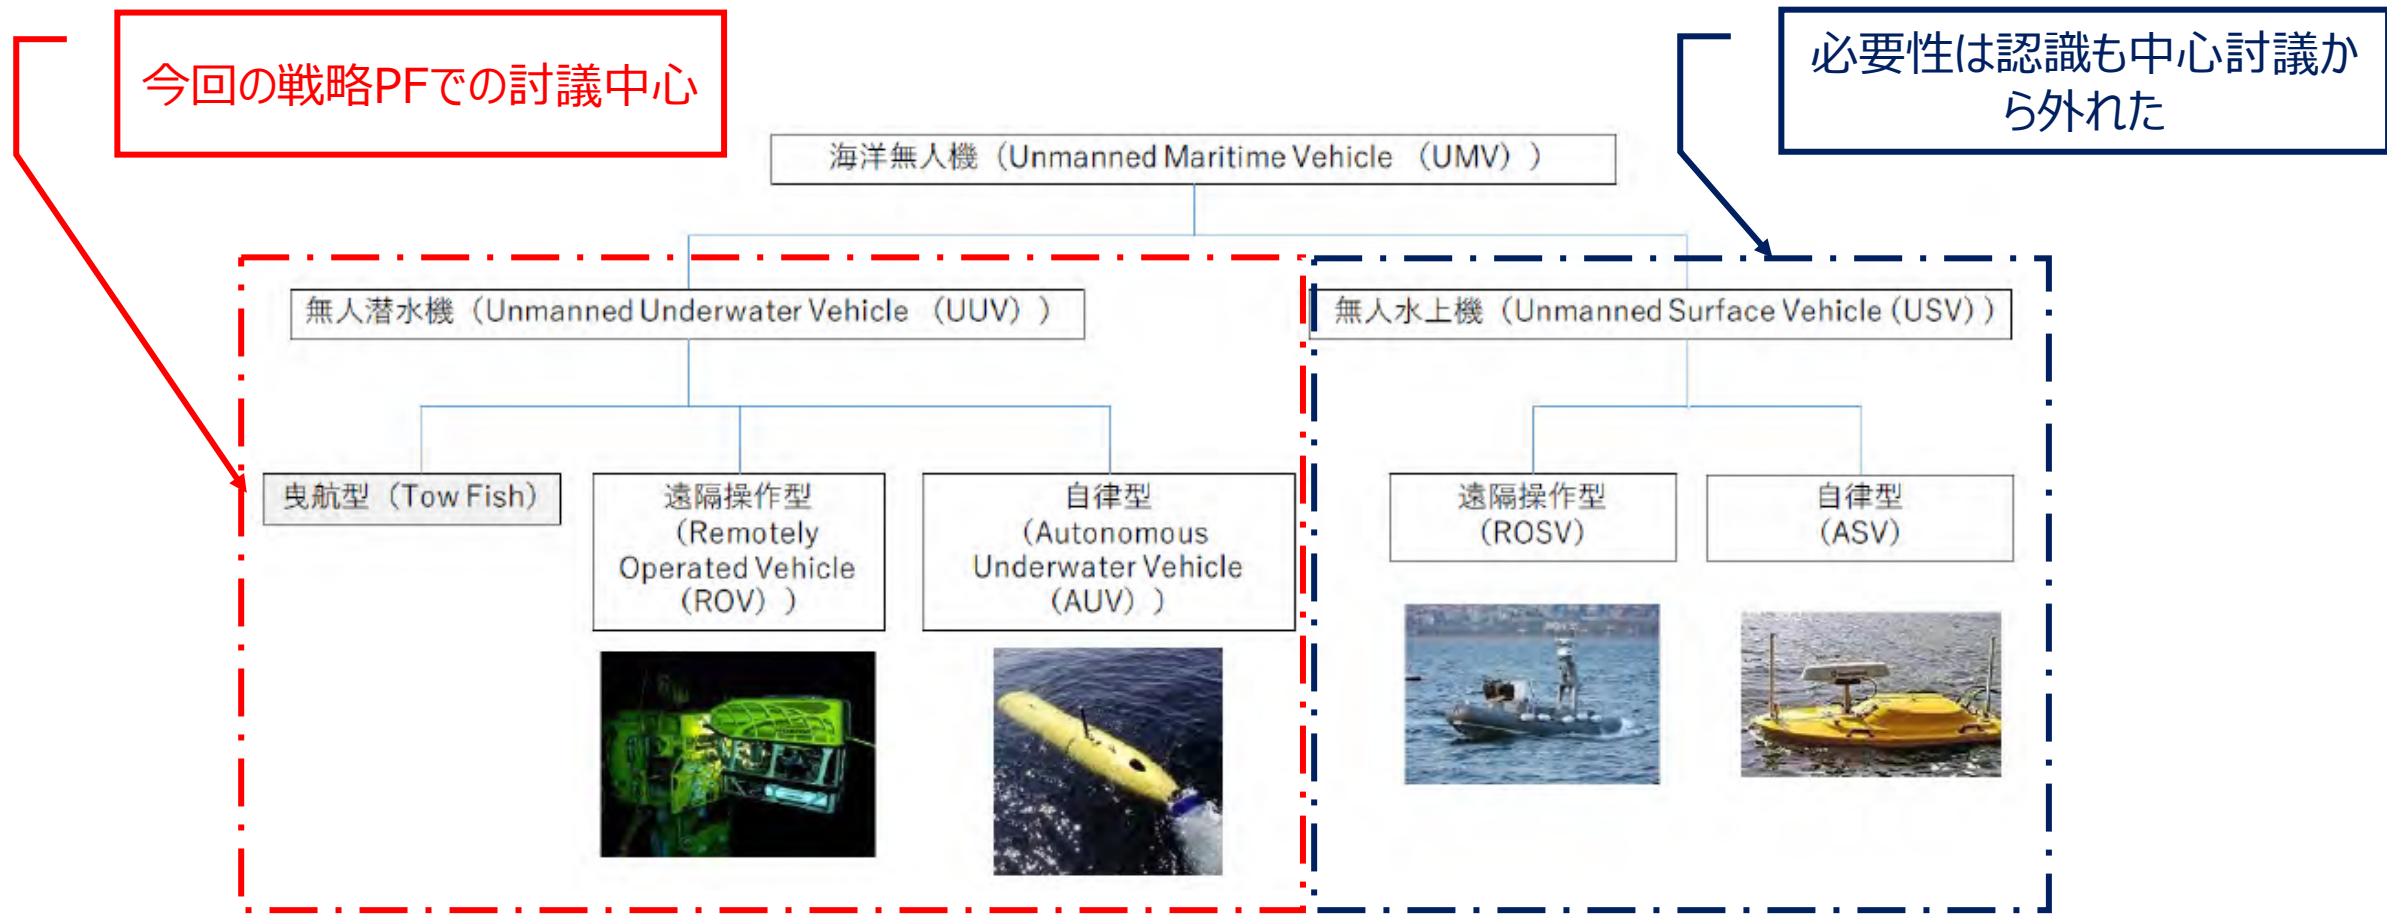 今回の戦略PFでの討議中心
必要性は認識も中心討議か
ら外れた
海洋無人機（Unmanned Maritime Vehicle （UMV））
無人潜水機（Unmanned Underwater Vehicle （UUV））
無人水上機（Unmanned Surface Vehicle (USV)）
曳航型（Tow Fish）
遠隔操作型
（Remotely
Operated Vehicle
（ROV））
自律型
（Autonomous
Underwater Vehicle
（AUV））
遠隔操作型
（ROSV）
自律型
（ASV）